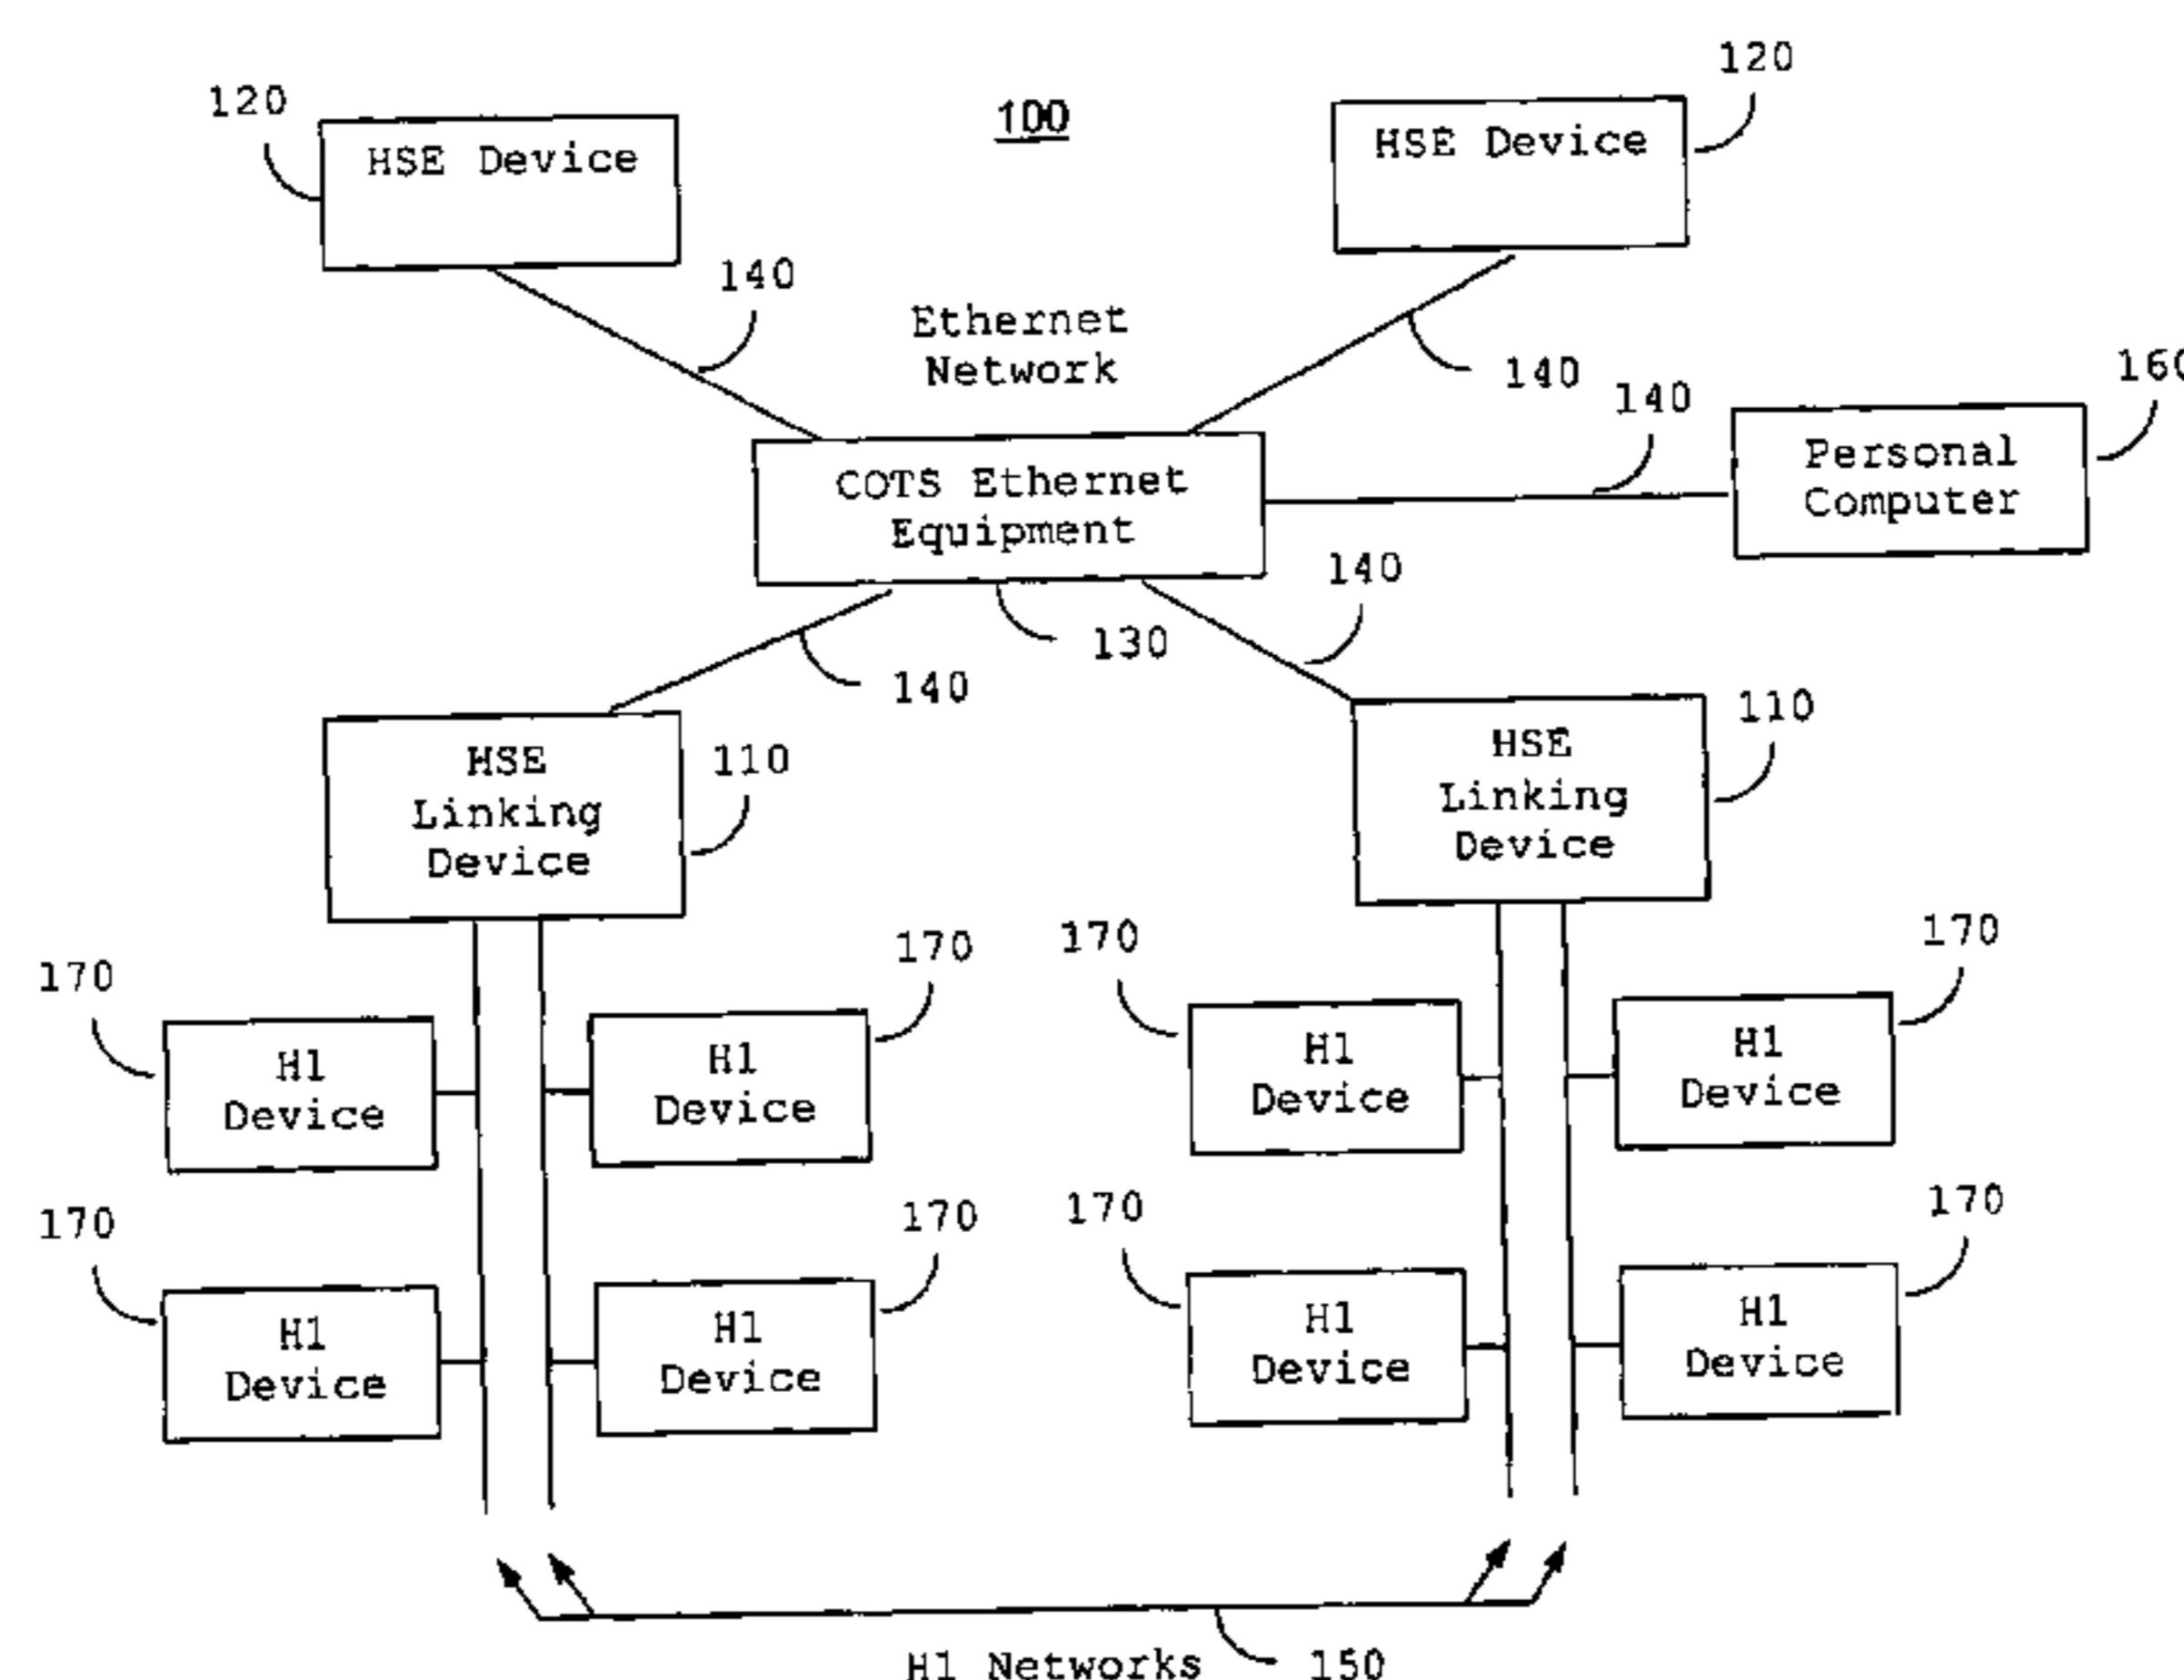 120
120
100
HSE Device
HSE Device
140
Ethernet
Network
140
140
160
COTS Ethernet
Equipment
Personal
Computer
140
130
140
HSE
Linking
Device
110
HSE
Linking
Device
110
170
170
170
170
H1
Device
H1
Device
H1
Device
H1
Device
170
170
170
170
H1
Device
H1
Device
H1
Device
H1
Device
H1 Networks
150